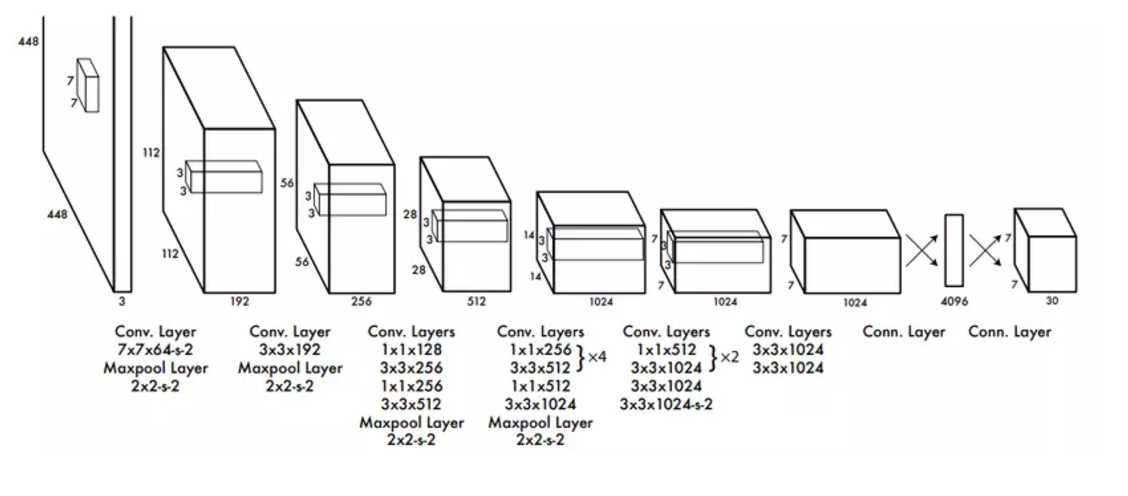 448
7
7
448
3
112
3
3
112
192
56
3
3
56
256
28
3
3
28
512
14
3
3
14
1024
7
3
3
7
1024
7
7
1024
4096
7
7
30
Conv. Layer
7x7x64-s-2
Maxpool Layer
2x2-s-2
Conv. Layer
3x3x192
Maxpool Layer
2x2-s-2
Conv. Layers
1x1x128
3x3x256
1x1x256
3x3x512
Maxpool Layer
2x2-s-2
Conv. Layers
1x1x256
3x3x512
}×4
1x1x512
3x3x1024
Maxpool Layer
2x2-s-2
Conv. Layers
1x1x512
3x3x1024
}×2
3x3x1024
3x3x1024-s-2
Conv. Layers
3x3x1024
3x3x1024
Conn. Layer
Conn. Layer